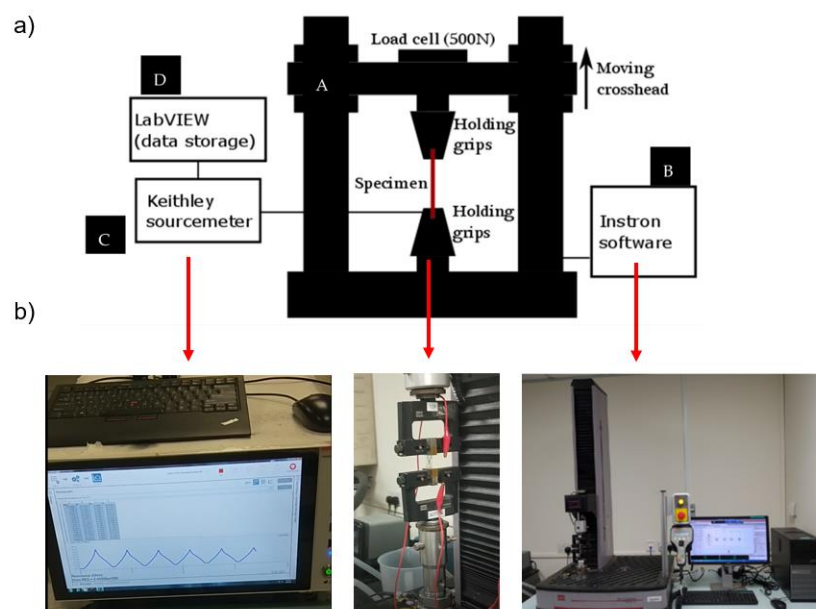 a)
Load cell (500N)
D
A
Moving
crosshead
LabVIEW
(data storage)
Holding
grips
B
Specimen
Keithley
sourcemeter
Holding
grips
Instron
software
C
b)